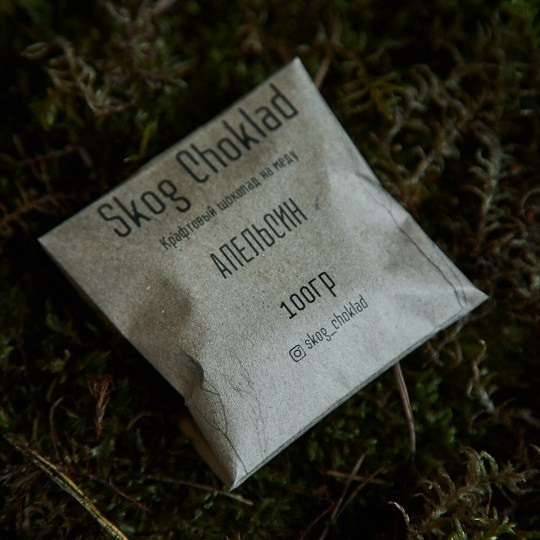 Skog Choklad
Крафтовый шоколад на меду
АПЕЛЬСИН
100гр
skog_choklad